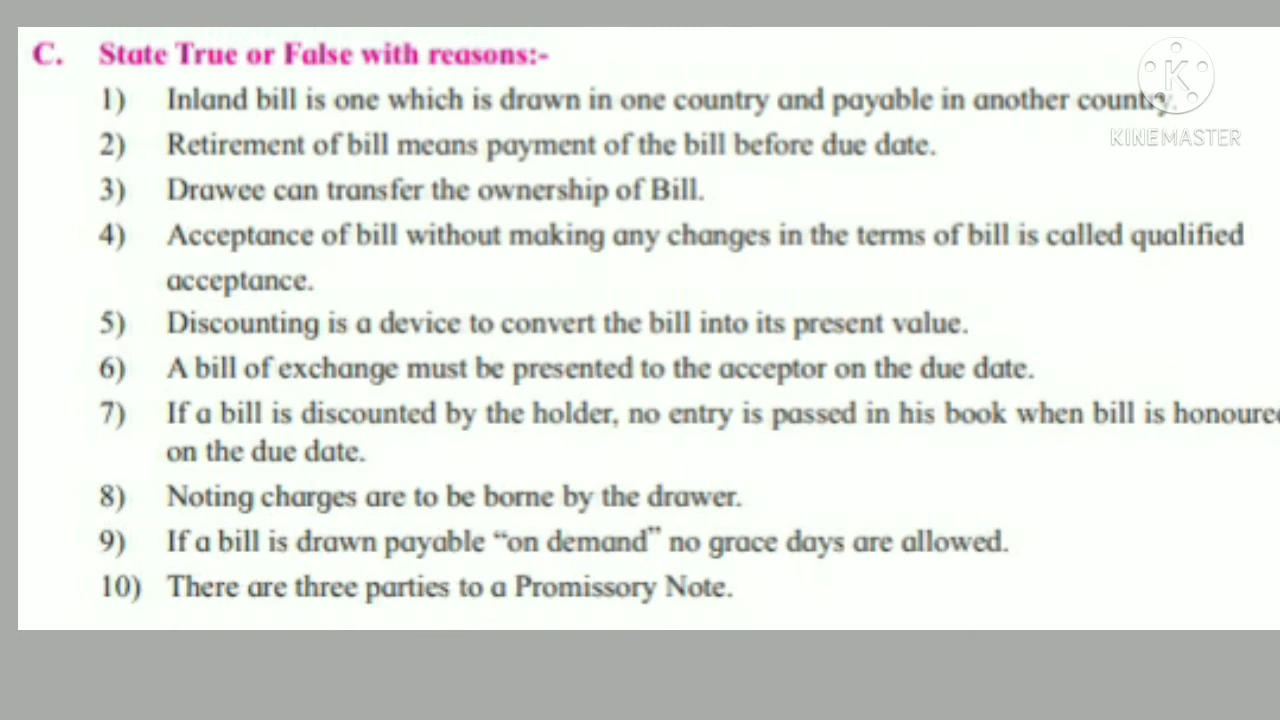 C. State True or False with reasons:-
1) Inland bill is one which is drawn in one country and payable in another country.
KINEMASTER
2) Retirement of bill means payment of the bill before due date.
3) Drawee can transfer the ownership of Bill.
4) Acceptance of bill without making any changes in the terms of bill is called qualified
acceptance.
5) Discounting is a device to convert the bill into its present value.
6) A bill of exchange must be presented to the acceptor on the due date.
7) If a bill is discounted by the holder, no entry is passed in his book when bill is honoured
on the due date.
8) Noting charges are to be borne by the drawer.
9) If a bill is drawn payable “on demand” no grace days are allowed.
10) There are three parties to a Promissory Note.